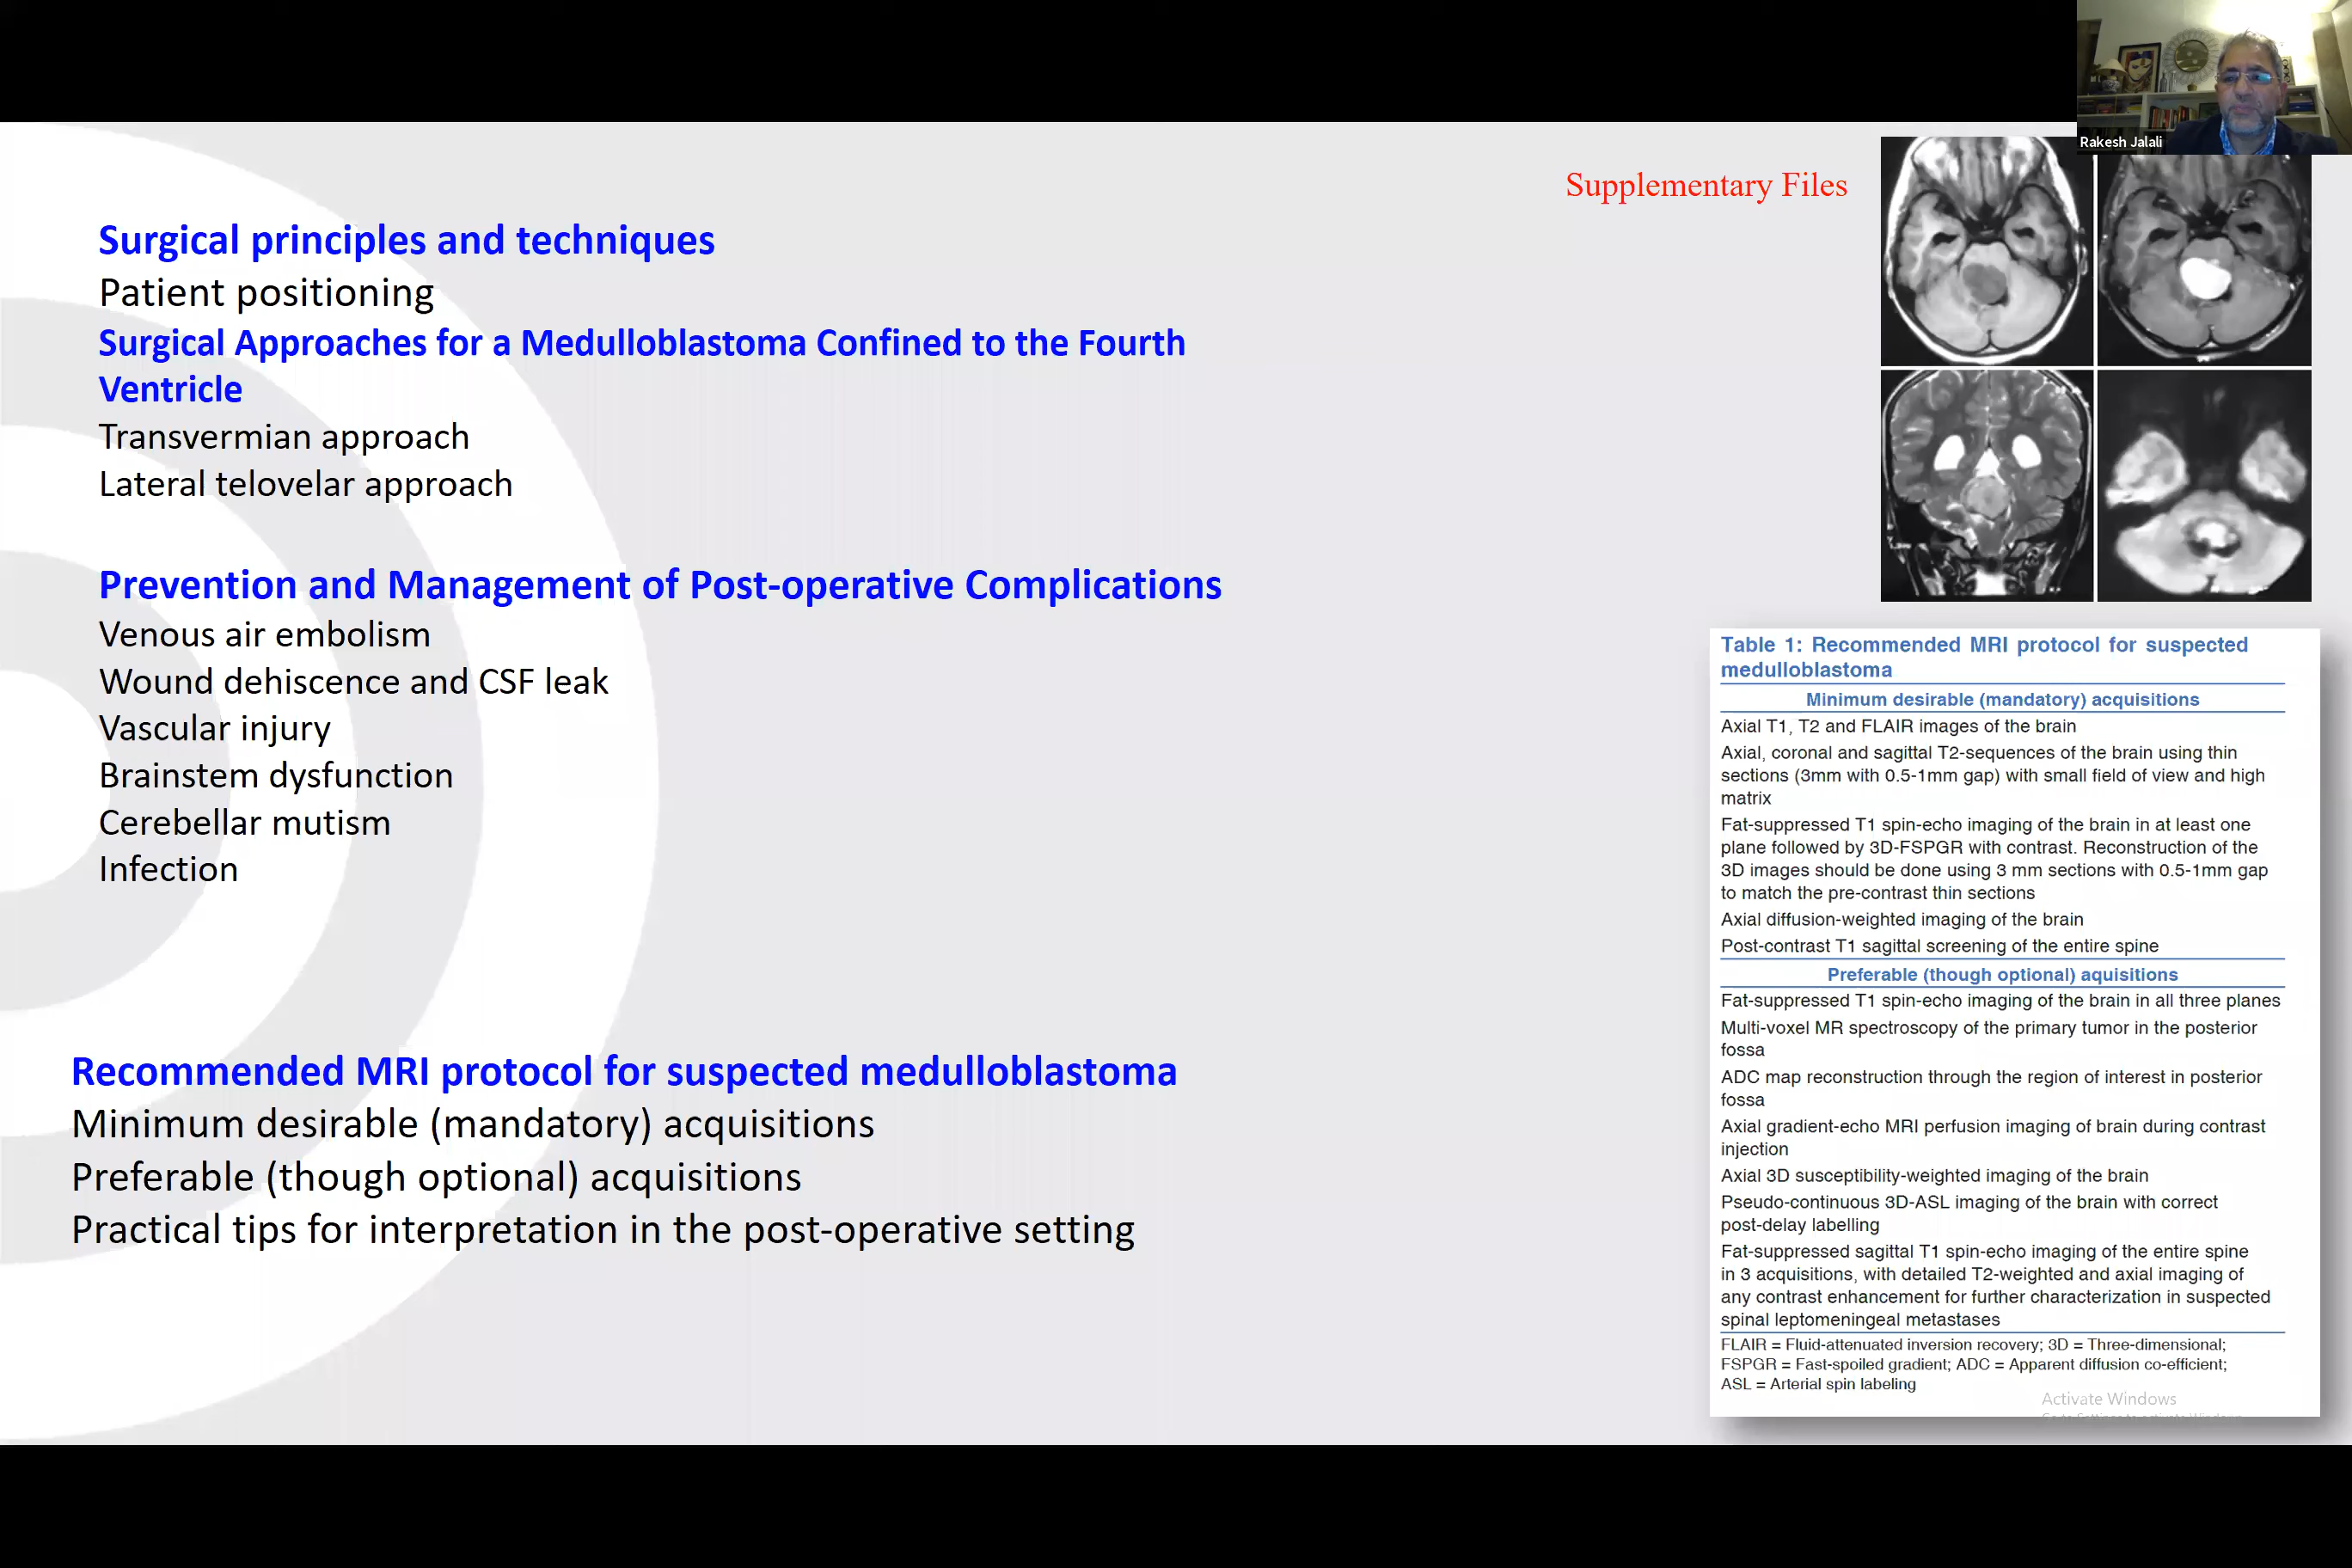 Rakesh Jalali
Supplementary Files
Surgical principles and techniques
Patient positioning
Surgical Approaches for a Medulloblastoma Confined to the Fourth
Ventricle
Transvermian approach
Lateral telovelar approach
Prevention and Management of Post-operative Complications
Venous air embolism
Wound dehiscence and CSF leak
Vascular injury
Brainstem dysfunction
Cerebellar mutism
Infection
Recommended MRI protocol for suspected medulloblastoma
Minimum desirable (mandatory) acquisitions
Preferable (though optional) acquisitions
Practical tips for interpretation in the post-operative setting
Table 1: Recommended MRI protocol for suspected
medulloblastoma
Minimum desirable (mandatory) acquisitions
Axial T1, T2 and FLAIR images of the brain
Axial, coronal and sagittal T2-sequences of the brain using thin
sections (3mm with 0.5-1mm gap) with small field of view and high
matrix
Fat-suppressed T1 spin-echo imaging of the brain in at least one
plane followed by 3D-FSPGR with contrast. Reconstruction of the
3D images should be done using 3 mm sections with 0.5-1mm gap
to match the pre-contrast thin sections
Axial diffusion-weighted imaging of the brain
Post-contrast T1 sagittal screening of the entire spine
Preferable (though optional) aquisitions
Fat-suppressed T1 spin-echo imaging of the brain in all three planes
Multi-voxel MR spectroscopy of the primary tumor in the posterior
fossa
ADC map reconstruction through the region of interest in posterior
fossa
Axial gradient-echo MRI perfusion imaging of brain during contrast
injection
Axial 3D susceptibility-weighted imaging of the brain
Pseudo-continuous 3D-ASL imaging of the brain with correct
post-delay labelling
Fat-suppressed sagittal T1 spin-echo imaging of the entire spine
in 3 acquisitions, with detailed T2-weighted and axial imaging of
any contrast enhancement for further characterization in suspected
spinal leptomeningeal metastases
FLAIR = Fluid-attenuated inversion recovery; 3D = Three-dimensional;
FSPGR = Fast-spoiled gradient; ADC = Apparent diffusion co-efficient;
ASL = Arterial spin labeling
Activate Windows